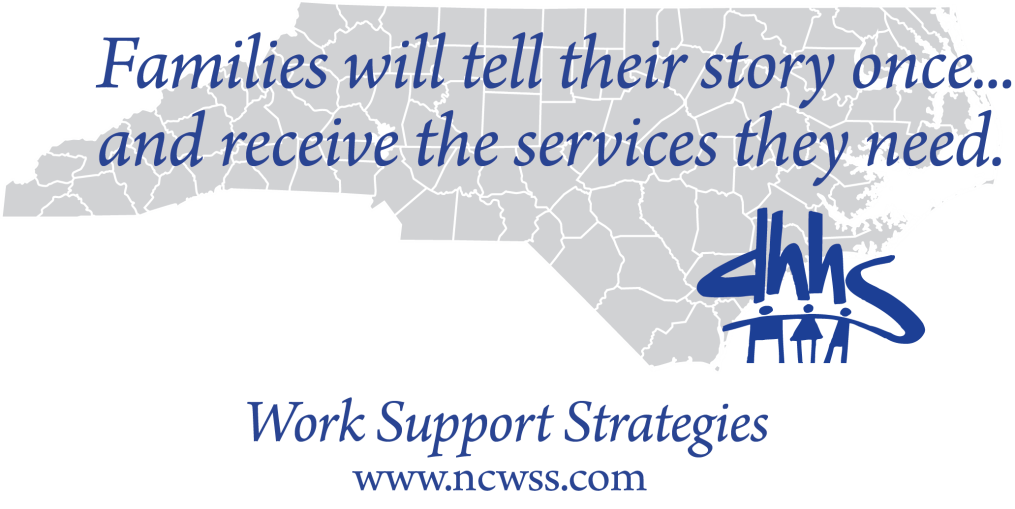 Families will tell their story once...
and receive the services they need.
dhhs
Work Support Strategies
www.ncwss.com